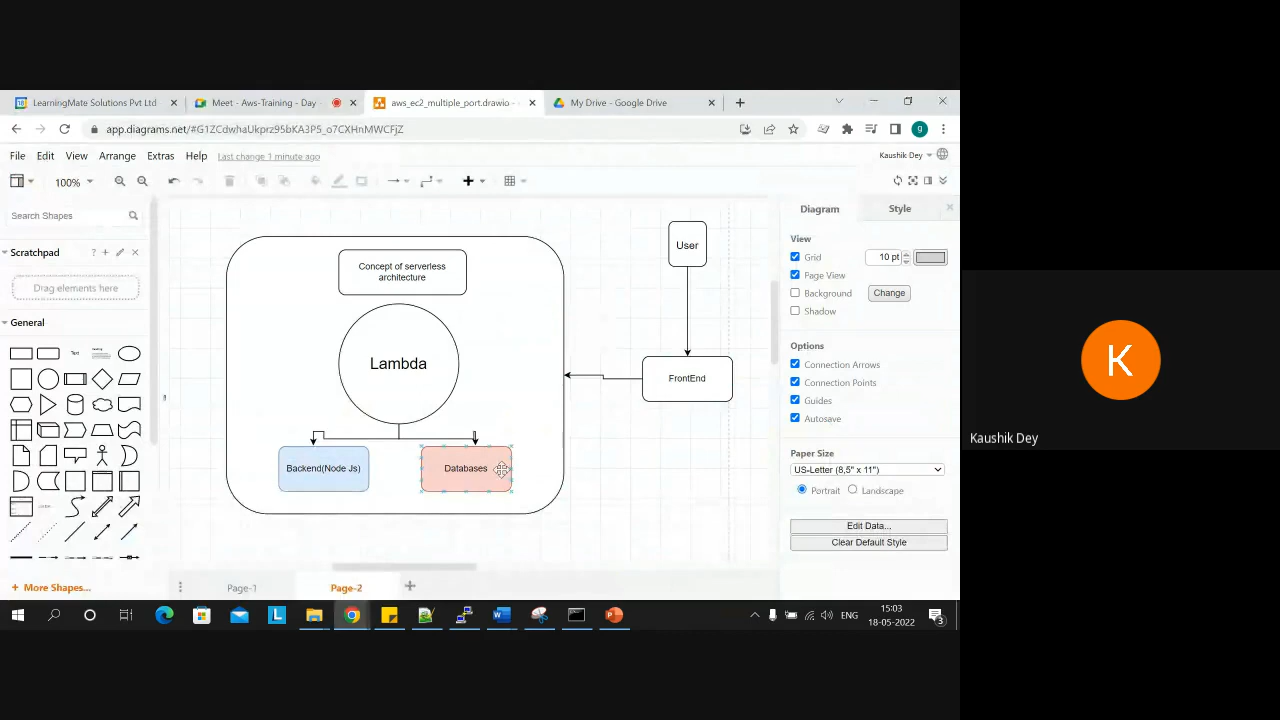 LearningMate Solutions Pvt Ltd
Meet - Aws-Training - Day
aws_ec2_multiple_port.drawio -
My Drive - Google Drive
app.diagrams.net/#G1ZCdwhaUkprz95bKA3P5_o7CXHnMWCFjZ
g
File Edit View Arrange Extras Help Last change 1 minute ago
Kaushik Dey
100%
Search Shapes
Scratchpad
Drag elements here
General
Text
More Shapes...
Concept of serverless
architecture
Lambda
Backend(Node Js)
Databases
User
FrontEnd
Diagram
Style
View
Grid
10 pt
Page View
Background
Change
Shadow
Options
Connection Arrows
Connection Points
Guides
Autosave
Paper Size
US-Letter (8,5" x 11")
Portrait
Landscape
Edit Data...
Clear Default Style
Page-1
Page-2
ENG
15:03
18-05-2022
3
K
Kaushik Dey